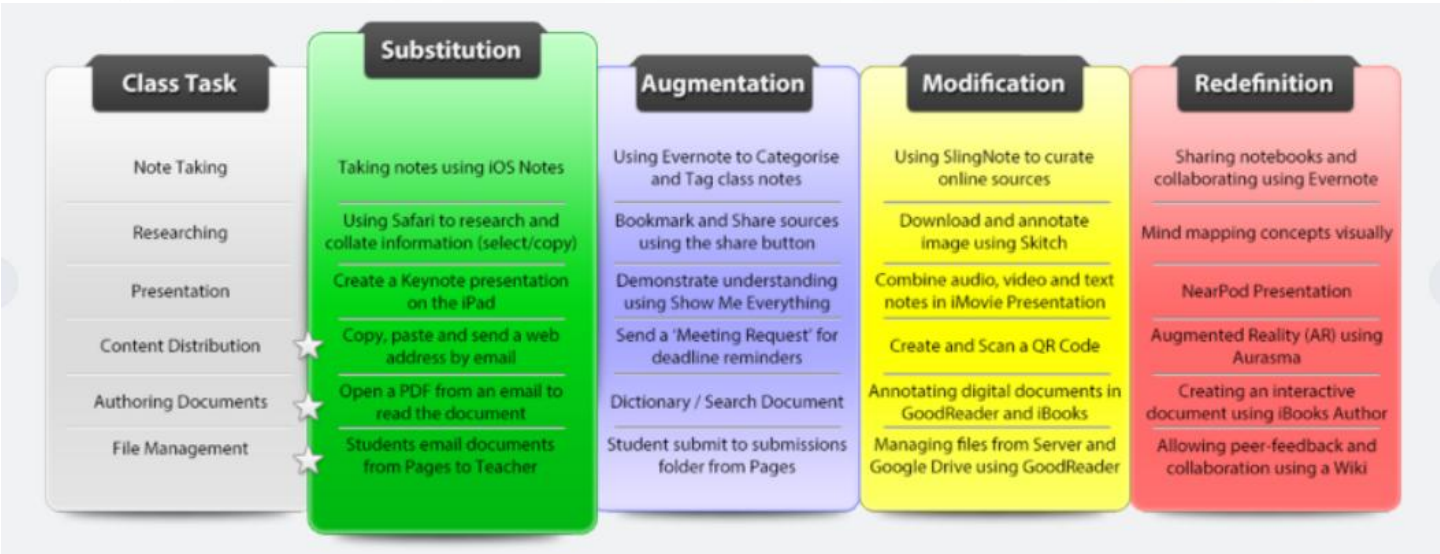 Class Task
Substitution
Augmentation
Modification
Redefinition
Note Taking
Taking notes using iOS Notes
Using Evernote to Categorise
and Tag class notes
Using SlingNote to curate
online sources
Sharing notebooks and
collaborating using Evernote
Researching
Using Safari to research and
collate information (select/copy)
Bookmark and Share sources
using the share button
Download and annotate
image using Skitch
Mind mapping concepts visually
Presentation
Create a Keynote presentation
on the iPad
Demonstrate understanding
using Show Me Everything
Combine audio, video and text
notes in iMovie Presentation
NearPod Presentation
Content Distribution
Copy, paste and send a web
address by email
Send a 'Meeting Request' for
deadline reminders
Create and Scan a QR Code
Augmented Reality (AR) using
Aurasma
Authoring Documents
Open a PDF from an email to
read the document
Dictionary / Search Document
Annotating digital documents in
GoodReader and iBooks
Creating an interactive
document using iBooks Author
File Management
Students email documents
from Pages to Teacher
Student submit to submissions
folder from Pages
Managing files from Server and
Google Drive using GoodReader
Allowing peer-feedback and
collaboration using a Wiki